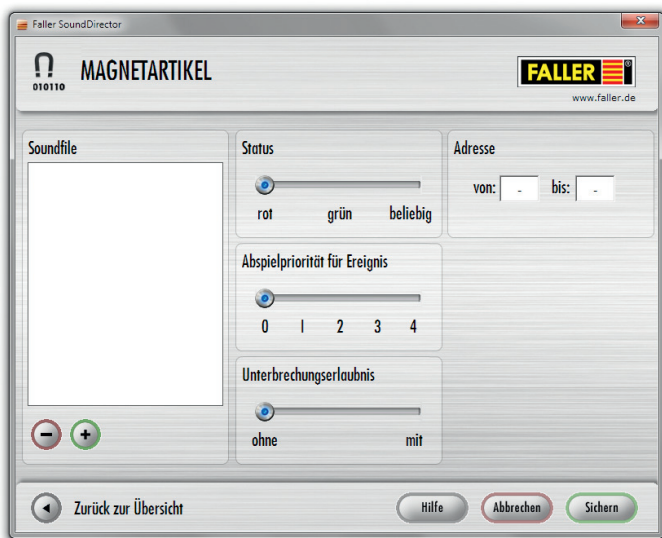 Faller SoundDirector
010110
MAGNETARTIKEL
FALLER ®
www.faller.de
Soundfile
Status
rot grün beliebig
Abspielpriorität für Ereignis
0 1 2 3 4
Unterbrechungserlaubnis
ohne mit
Adresse
von: - bis: -
Zurück zur Übersicht
Hilfe
Abbrechen
Sichern